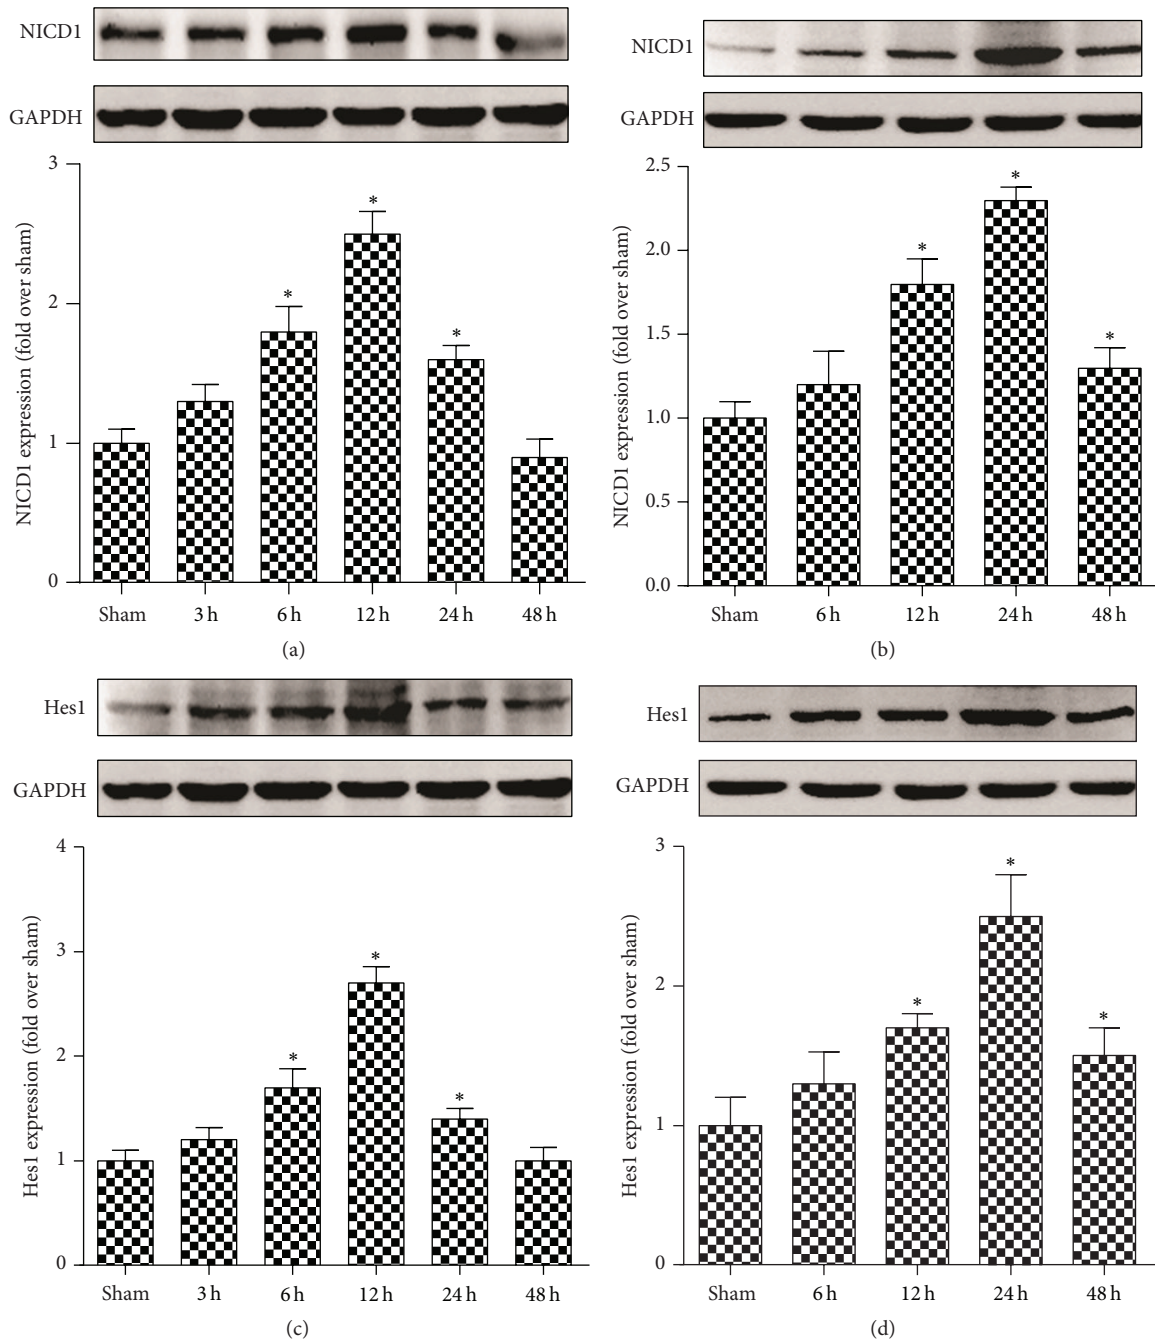 NICD1
GAPDH
3
2
1
0
NICD1 expression (fold over sham)
* * * *
Sham 3 h 6 h 12 h 24 h 48 h
(a)
NICD1
GAPDH
2.5
2.0
1.5
1.0
0.5
0.0
NICD1 expression (fold over sham)
* * *
Sham 6 h 12 h 24 h 48 h
(b)
Hes1
GAPDH
4
3
2
1
0
Hes1 expression (fold over sham)
* * *
Sham 3 h 6 h 12 h 24 h 48 h
(c)
Hes1
GAPDH
3
2
1
0
Hes1 expression (fold over sham)
* * *
Sham 6 h 12 h 24 h 48 h
(d)